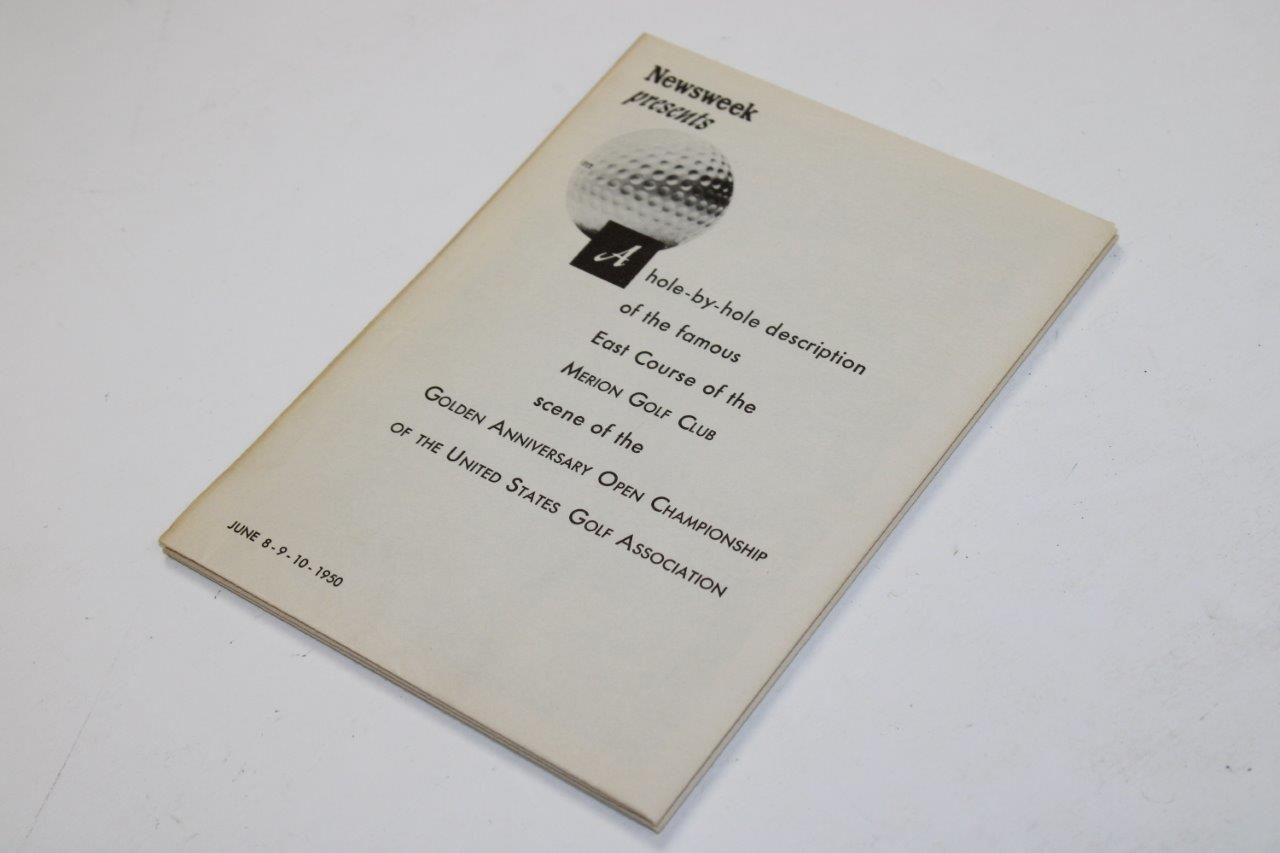 Newsweek
presents
A
hole-by-hole description
of the famous
East Course of the
MERION GOLF CLUB
scene of the
GOLDEN ANNIVERSARY OPEN CHAMPIONSHIP
OF THE UNITED STATES GOLF ASSOCIATION
JUNE 8-9-10-1950